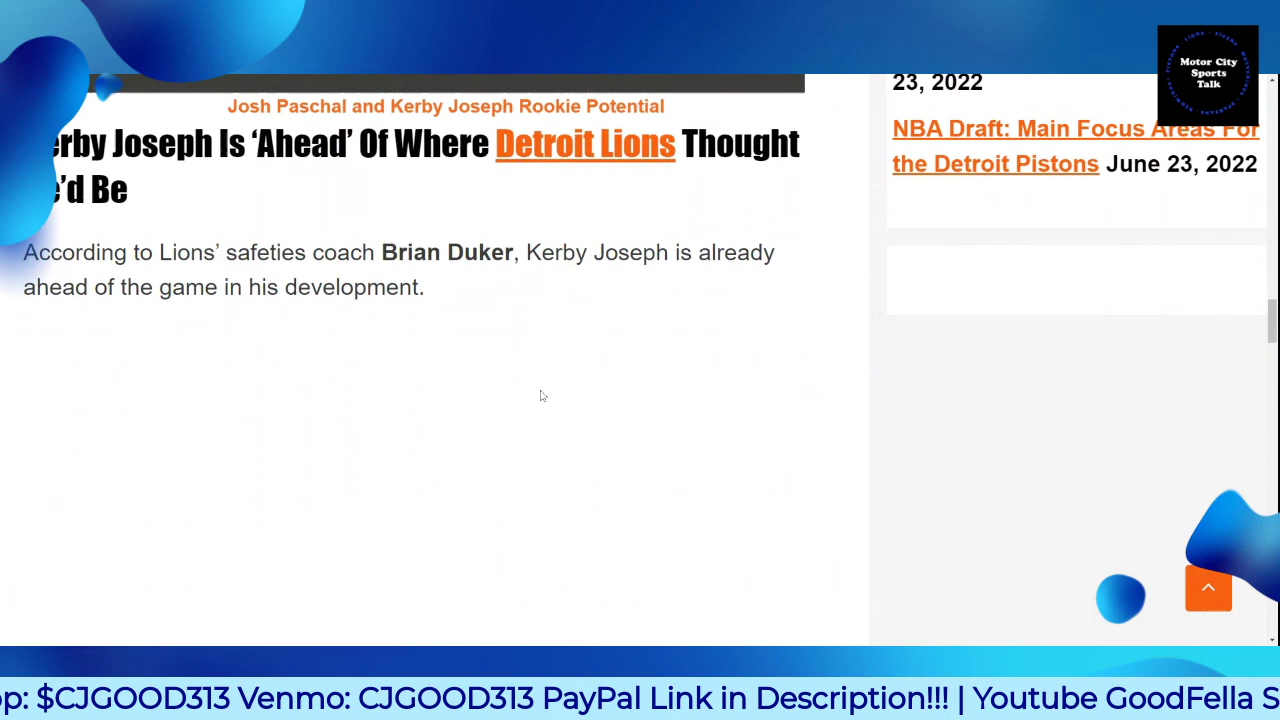 Josh Paschal and Kerby Joseph Rookie Potential
erby Joseph Is ‘Ahead’ Of Where Detroit Lions Thought
e’d Be
According to Lions’ safeties coach Brian Duker, Kerby Joseph is already
ahead of the game in his development.
23, 2022
NBA Draft: Main Focus Areas For
the Detroit Pistons June 23, 2022
Motor City
Sports
Talk
op: $CJGOOD313 Venmo: CJGOOD313 PayPal Link in Description!!! | Youtube GoodFella S